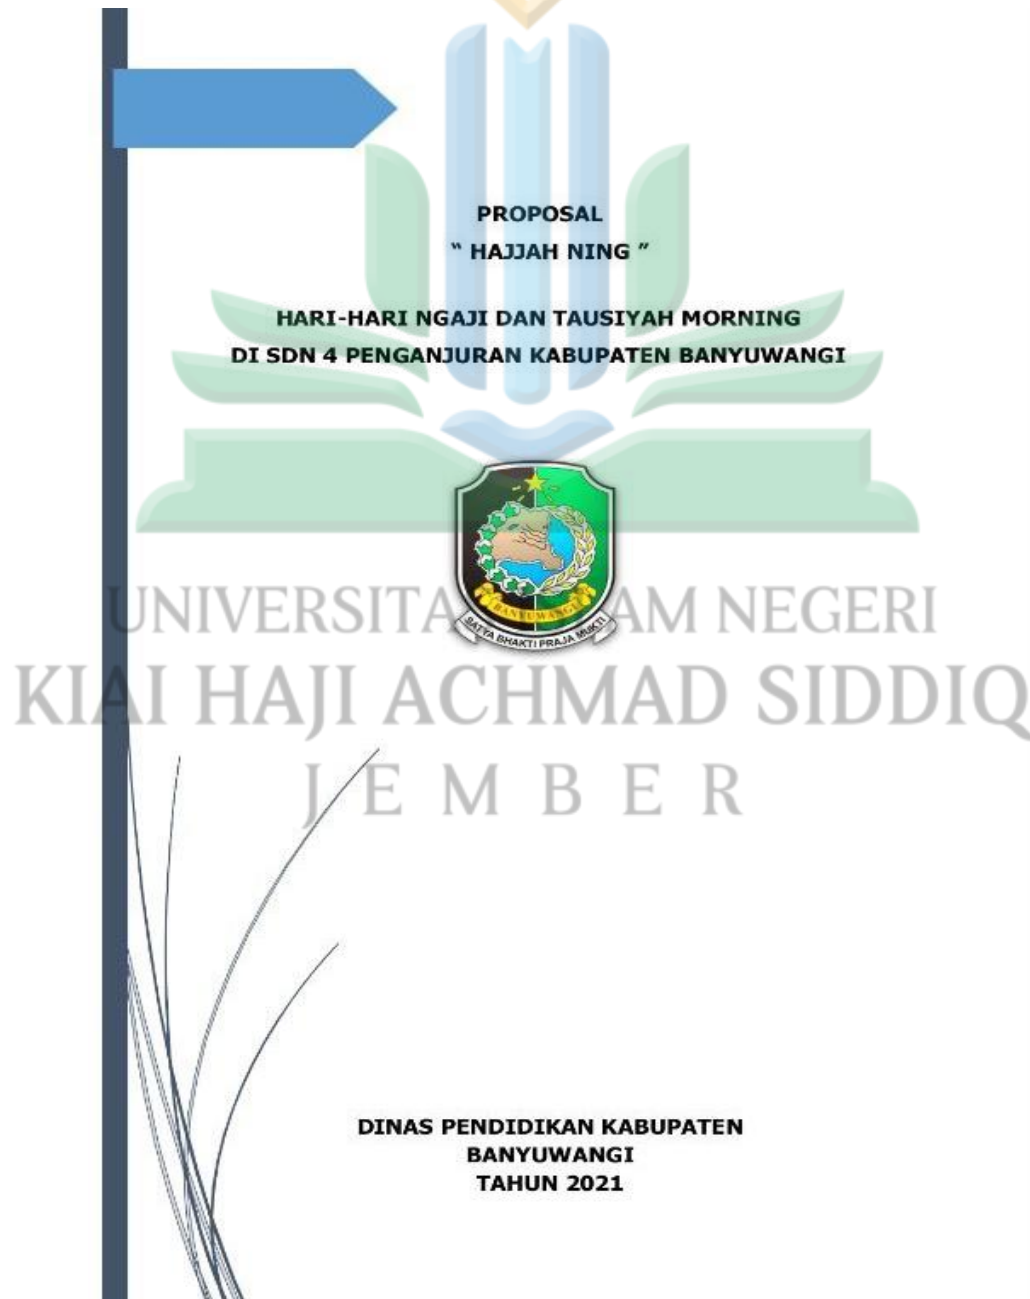 PROPOSAL
“ HAJJAH NING ”
HARI-HARI NGAJI DAN TAUSIYAH MORNING
DI SDN 4 PENGANJURAN KABUPATEN BANYUWANGI
BANYUWANGI
SATYA BHAKTI PRAJA MUKTI
UNIVERSITA AM NEGERI
KIAI HAJI ACHMAD SIDDIQ
JEMBER
DINAS PENDIDIKAN KABUPATEN
BANYUWANGI
TAHUN 2021